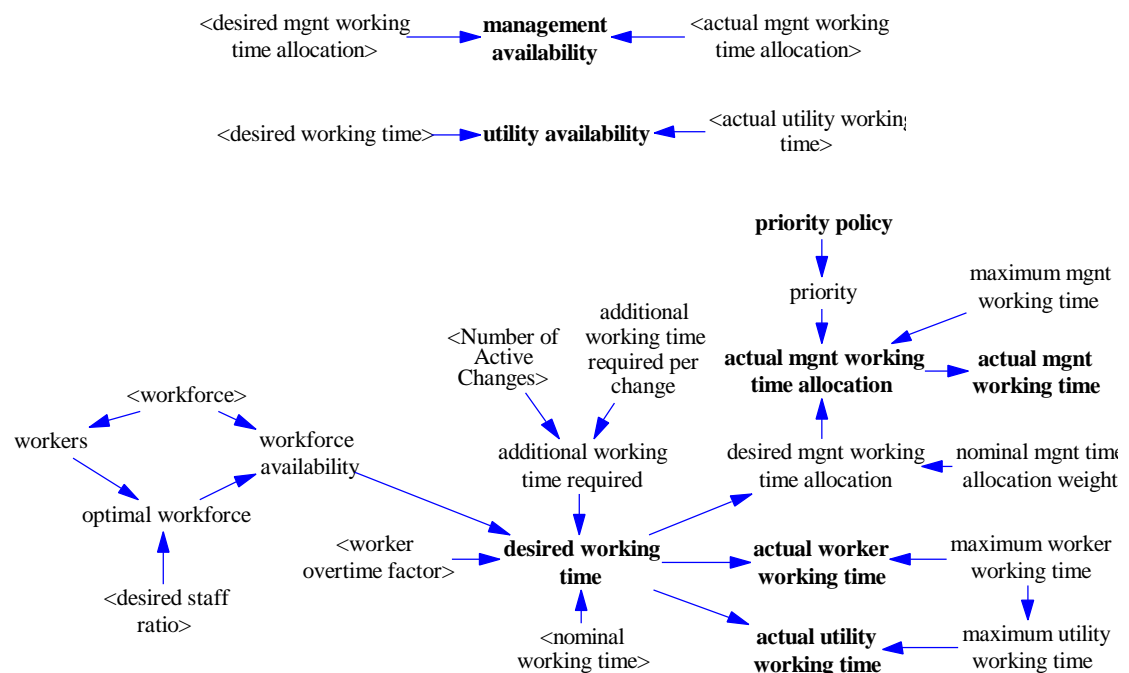 <desired mgnt working
time allocation>
management
availability
<actual mgnt working
time allocation>
<desired working time>
utility availability
<actual utility working
time>
priority policy
priority
maximum mgnt
working time
<Number of
Active
Changes>
additional
working time
required per
change
actual mgnt working
time allocation
actual mgnt
working time
<workforce>
workers
workforce
availability
additional working
time required
desired mgnt working
time allocation
nominal mgnt time
allocation weight
optimal workforce
<worker
overtime factor>
desired working
time
actual worker
working time
maximum worker
working time
<desired staff
ratio>
<nominal
working time>
actual utility
working time
maximum utility
working time